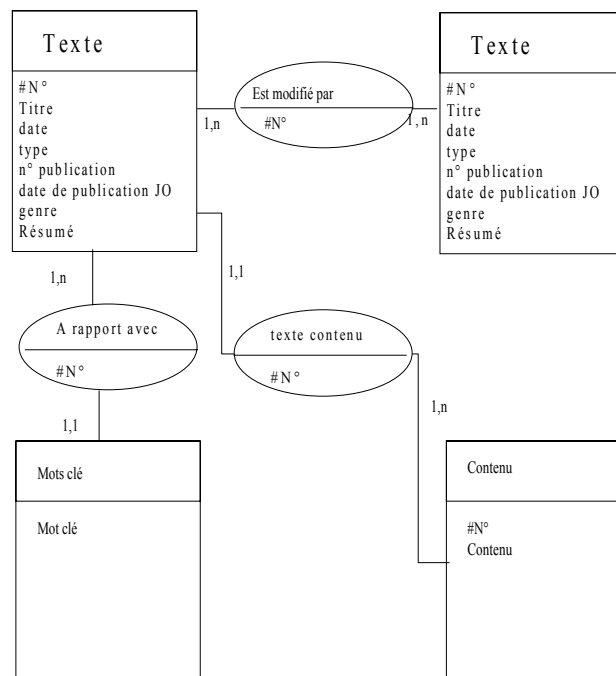 Texte
#N°
Titre
date
type
n° publication
date de publication JO
genre
Résumé
1,n
Est modifié par
#N°
1, n
Texte
#N°
Titre
date
type
n° publication
date de publication JO
genre
Résumé
1,n
A rapport avec
#N°
1,1
1,1
texte contenu
#N°
1,n
Mots clé
Mot clé
Contenu
#N°
Contenu